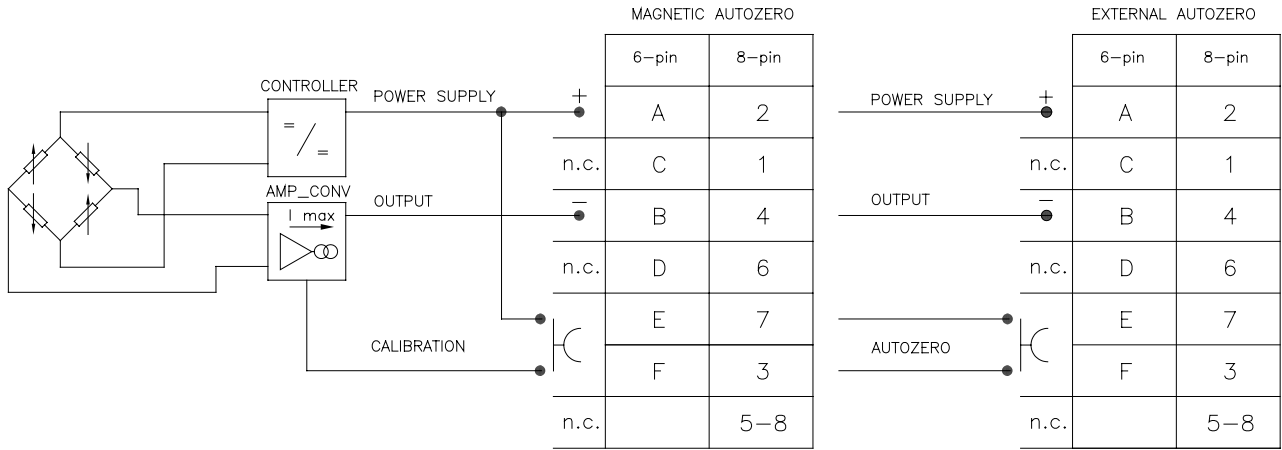 MAGNETIC AUTOZERO
EXTERNAL AUTOZERO
6-pin 8-pin
6-pin 8-pin
CONTROLLER
= / =
POWER SUPPLY + A 2
POWER SUPPLY + A 2
n.c. C 1
n.c. C 1
AMP_CONV
I max
OUTPUT - B 4
OUTPUT - B 4
n.c. D 6
n.c. D 6
E 7
E 7
CALIBRATION
AUTOZERO
F 3
F 3
n.c. 5-8
n.c. 5-8